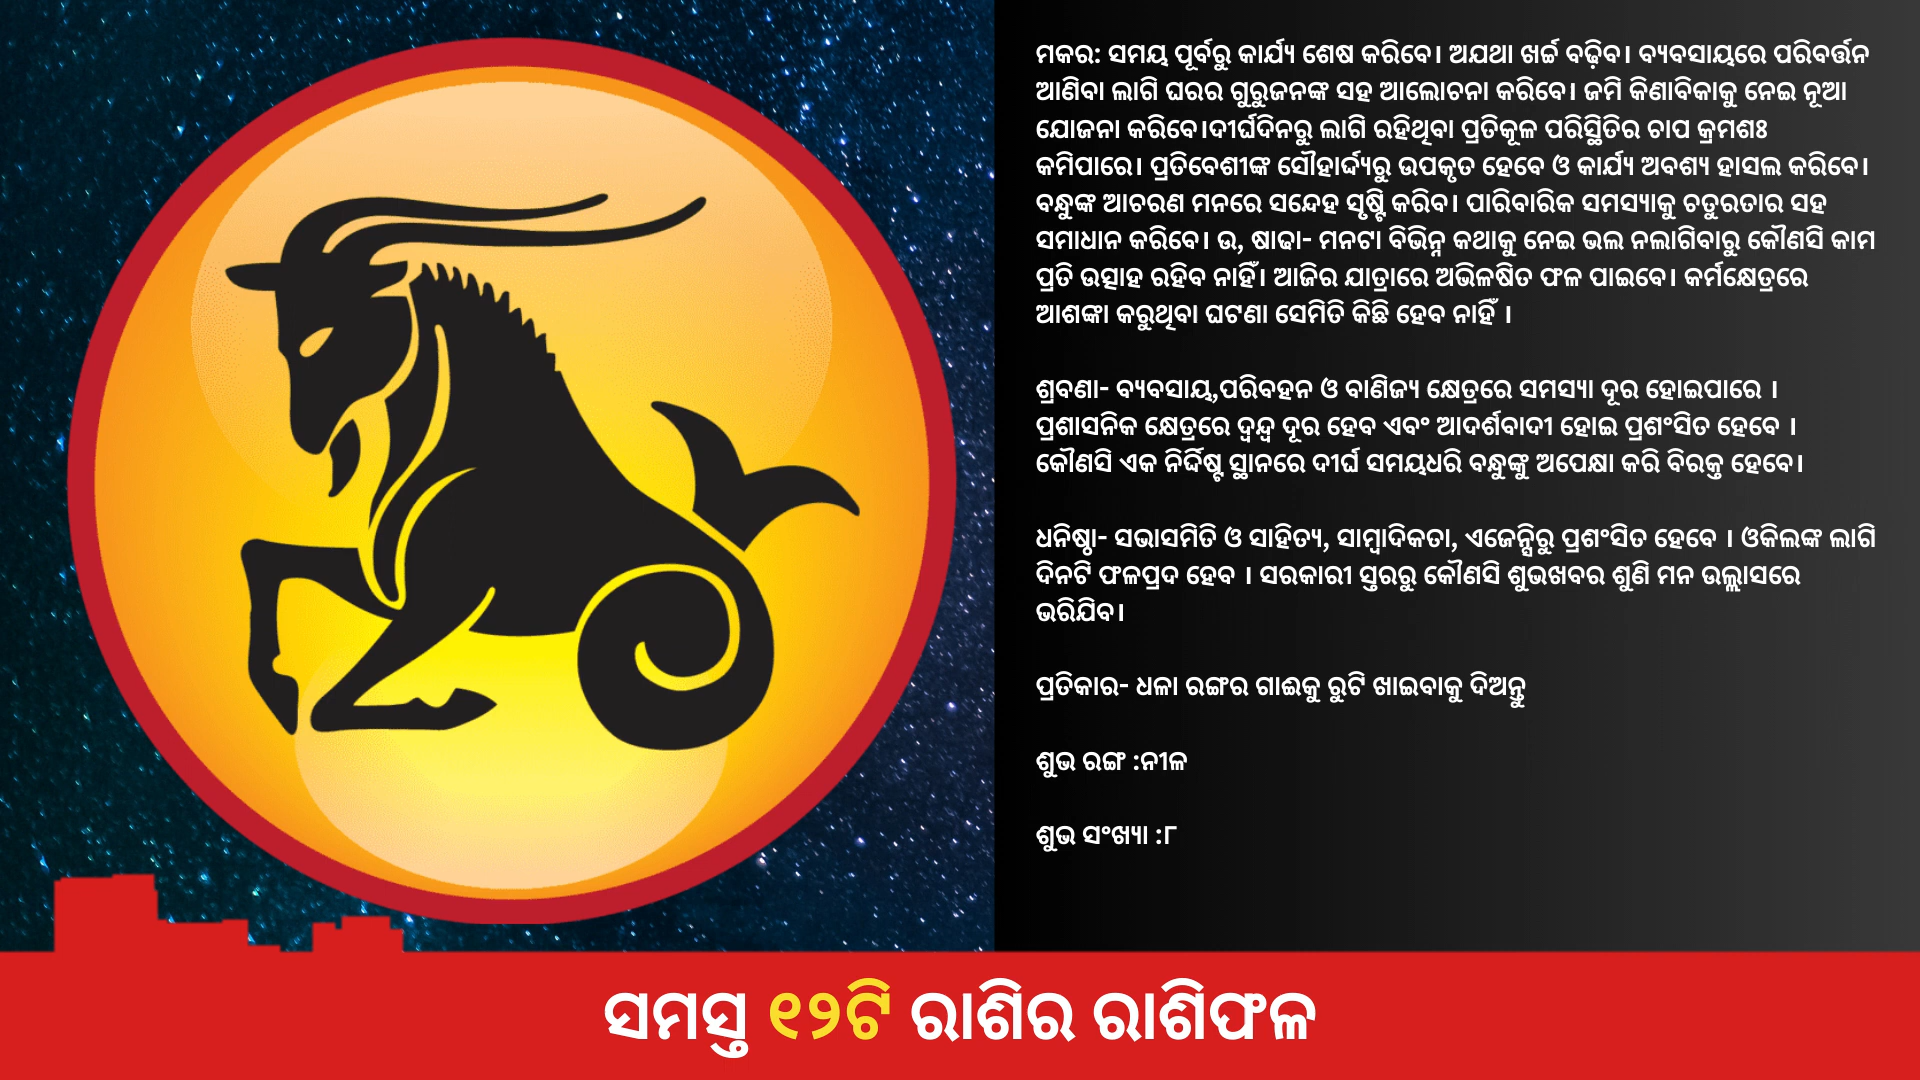 ମକର: ସମୟ ପୂର୍ବରୁ କାର୍ଯ୍ୟ ଶେଷ କରିବେ। ଅଯଥା ଖର୍ଚ୍ଚ ବଢ଼ିବ। ବ୍ୟବସାୟରେ ପରିବର୍ତ୍ତନ
ଆଣିବା ଲାଗି ଘରର ଗୁରୁଜନଙ୍କ ସହ ଆଲୋଚନା କରିବେ। ଜମି କିଣାବିକାକୁ ନେଇ ନୂଆ
ଯୋଜନା କରିବେ।ଦୀର୍ଘଦିନରୁ ଲାଗି ରହିଥିବା ପ୍ରତିକୂଳ ପରିସ୍ଥିତିର ଚାପ କ୍ରମଶଃ
କମିପାରେ। ପ୍ରତିବେଶୀଙ୍କ ସୌହାର୍ଦ୍ଦ୍ୟରୁ ଉପକୃତ ହେବେ ଓ କାର୍ଯ୍ୟ ଅବଶ୍ୟ ହାସଲ କରିବେ।
ବନ୍ଧୁଙ୍କ ଆଚରଣ ମନରେ ସନ୍ଦେହ ସୃଷ୍ଟି କରିବ। ପାରିବାରିକ ସମସ୍ୟାକୁ ଚତୁରତାର ସହ
ସମାଧାନ କରିବେ। ଉ, ଷାଢା- ମନଟା ବିଭିନ୍ନ କଥାକୁ ନେଇ ଭଲ ନଲାଗିବାରୁ କୌଣସି କାମ
ପ୍ରତି ଉତ୍ସାହ ରହିବ ନାହିଁ। ଆଜିର ଯାତ୍ରାରେ ଅଭିଳଷିତ ଫଳ ପାଇବେ। କର୍ମକ୍ଷେତ୍ରରେ
ଆଶଙ୍କା କରୁଥିବା ଘଟଣା ସେମିତି କିଛି ହେବ ନାହିଁ ।
ଶ୍ରବଣା- ବ୍ୟବସାୟ,ପରିବହନ ଓ ବାଣିଜ୍ୟ କ୍ଷେତ୍ରରେ ସମସ୍ୟା ଦୂର ହୋଇପାରେ ।
ପ୍ରଶାସନିକ କ୍ଷେତ୍ରରେ ଦ୍ୱନ୍ଦ୍ୱ ଦୂର ହେବ ଏବଂ ଆଦର୍ଶବାଦୀ ହୋଇ ପ୍ରଶଂସିତ ହେବେ ।
କୌଣସି ଏକ ନିର୍ଦ୍ଦିଷ୍ଟ ସ୍ଥାନରେ ଦୀର୍ଘ ସମୟଧରି ବନ୍ଧୁଙ୍କୁ ଅପେକ୍ଷା କରି ବିରକ୍ତ ହେବେ।
ଧନିଷ୍ଠା- ସଭାସମିତି ଓ ସାହିତ୍ୟ, ସାମ୍ବାଦିକତା, ଏଜେନ୍ସିରୁ ପ୍ରଶଂସିତ ହେବେ । ଓକିଲଙ୍କ ଲାଗି
ଦିନଟି ଫଳପ୍ରଦ ହେବ । ସରକାରୀ ସ୍ତରରୁ କୌଣସି ଶୁଭଖବର ଶୁଣି ମନ ଉଲ୍ଲାସରେ
ଭରିଯିବ।
ପ୍ରତିକାର- ଧଳା ରଙ୍ଗର ଗାଈକୁ ରୁଟି ଖାଇବାକୁ ଦିଅନ୍ତୁ
ଶୁଭ ରଙ୍ଗ :ନୀଳ
ଶୁଭ ସଂଖ୍ୟା :୮
ସମସ୍ତ ୧୨ଟି ରାଶିର ରାଶିଫଳ